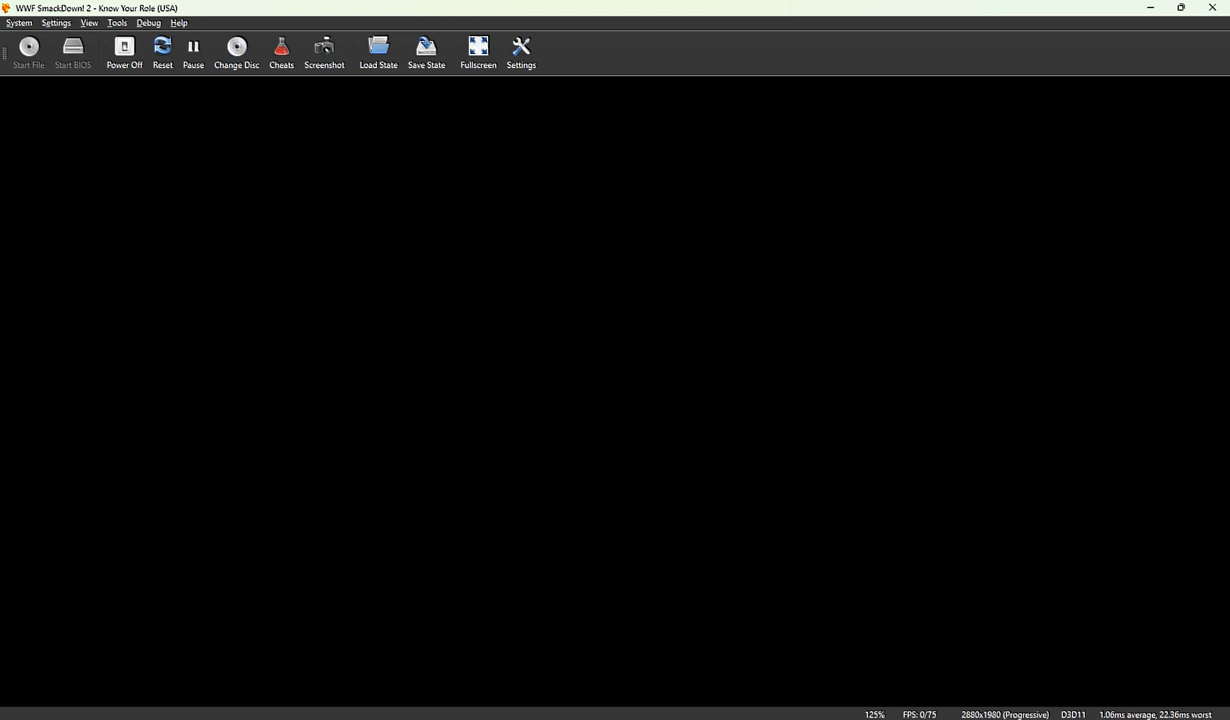 WWF SmackDown! 2 - Know Your Role (USA)
System Settings View Tools Debug Help
Start File Start BIOS Power Off Reset Pause Change Disc Cheats Screenshot Load State Save State Fullscreen Settings
125% FPS: 0/75 2880x1980 (Progressive) D3D11 1.06ms average, 22.36ms worst